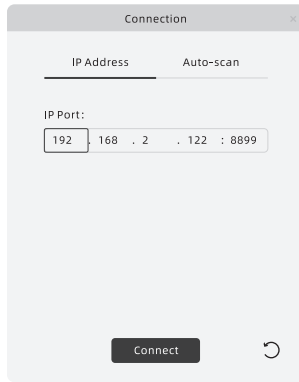 Connection ×
IP Address Auto-scan
IP Port:
192 . 168 . 2 . 122 : 8899
Connect